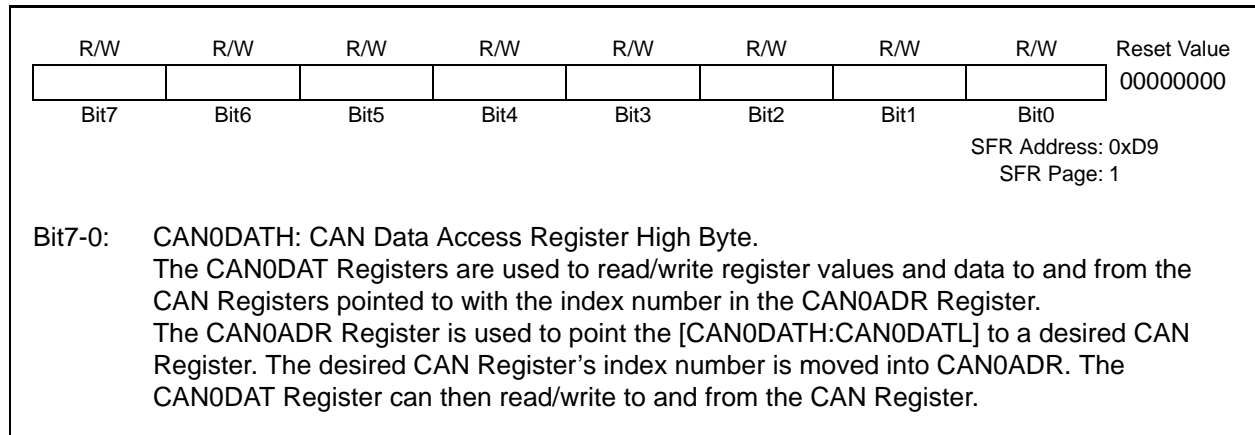 R/W R/W R/W R/W R/W R/W R/W R/W Reset Value
00000000
Bit7 Bit6 Bit5 Bit4 Bit3 Bit2 Bit1 Bit0
SFR Address: 0xD9
SFR Page: 1
Bit7-0: CAN0DATH: CAN Data Access Register High Byte.
The CAN0DAT Registers are used to read/write register values and data to and from the
CAN Registers pointed to with the index number in the CAN0ADR Register.
The CAN0ADR Register is used to point the [CAN0DATH:CAN0DATL] to a desired CAN
Register. The desired CAN Register’s index number is moved into CAN0ADR. The
CAN0DAT Register can then read/write to and from the CAN Register.